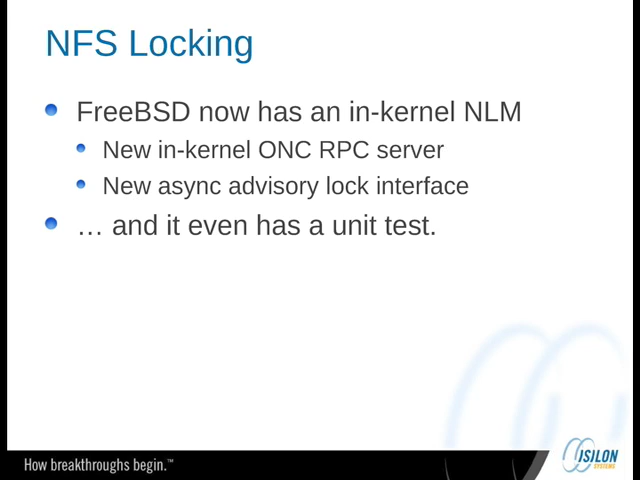 NFS Locking
FreeBSD now has an in-kernel NLM
New in-kernel ONC RPC server
New async advisory lock interface
… and it even has a unit test.
How breakthroughs begin.™
ISILON
SYSTEMS